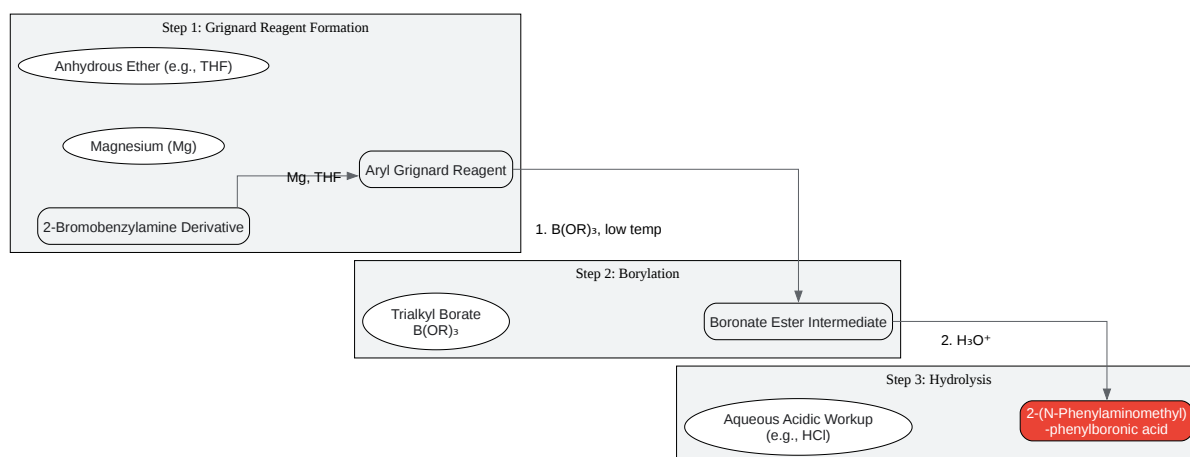 Step 1: Grignard Reagent Formation
Anhydrous Ether (e.g., THF)
Magnesium (Mg)
Mg, THF
Aryl Grignard Reagent
2-Bromobenzylamine Derivative
1. B(OR)₃, low temp
Step 2: Borylation
Trialkyl Borate
B(OR)₃
Boronate Ester Intermediate
2. H₃O⁺
Step 3: Hydrolysis
Aqueous Acidic Workup
(e.g., HCl)
2-(N-Phenylaminomethyl)
-phenylboronic acid